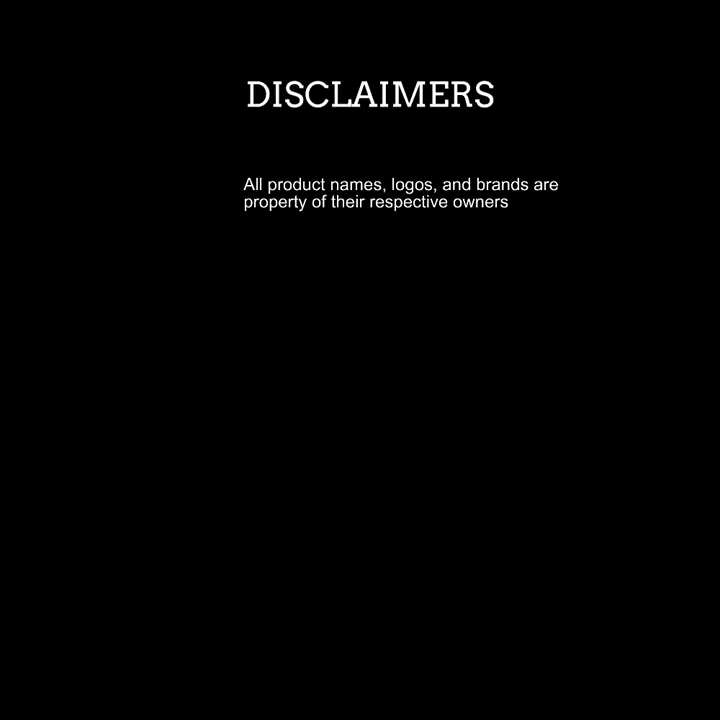 DISCLAIMERS
All product names, logos, and brands are
property of their respective owners